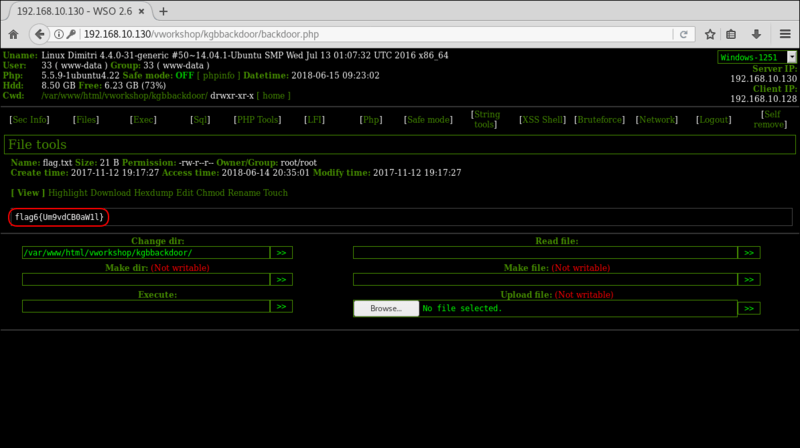 192.168.10.130 - WSO 2.6
192.168.10.130/vworkshop/kgbbackdoor/backdoor.php
Search
Uname: Linux Dimitri 4.4.0-31-generic #50~14.04.1-Ubuntu SMP Wed Jul 13 01:07:32 UTC 2016 x86_64
Windows-1251
User: 33 ( www-data ) Group: 33 ( www-data )
Server IP:
Php: 5.5.9-1ubuntu4.22 Safe mode: OFF [ phpinfo ] Datetime: 2018-06-15 09:23:02
192.168.10.130
Hdd: 8.50 GB Free: 6.23 GB (73%)
Client IP:
Cwd: /var/www/html/vworkshop/kgbbackdoor/ drwxr-xr-x [ home ]
192.168.10.128
[Sec Info] [Files] [Exec] [Sql] [PHP Tools] [LFI] [Php] [Safe mode] [String tools] [XSS Shell] [Bruteforce] [Network] [Logout] [Self remove]
File tools
Name: flag.txt Size: 21 B Permission: -rw-r--r-- Owner/Group: root/root
Create time: 2017-11-12 19:17:27 Access time: 2018-06-14 20:35:01 Modify time: 2017-11-12 19:17:27
[ View ] Highlight Download Hexdump Edit Chmod Rename Touch
flag6{Um9vdCB0aW1l}
Change dir:
Read file:
/var/www/html/vworkshop/kgbbackdoor/ >>
>>
Make dir: (Not writable)
Make file: (Not writable)
>>
>>
Execute:
Upload file: (Not writable)
>>
Browse... No file selected. >>